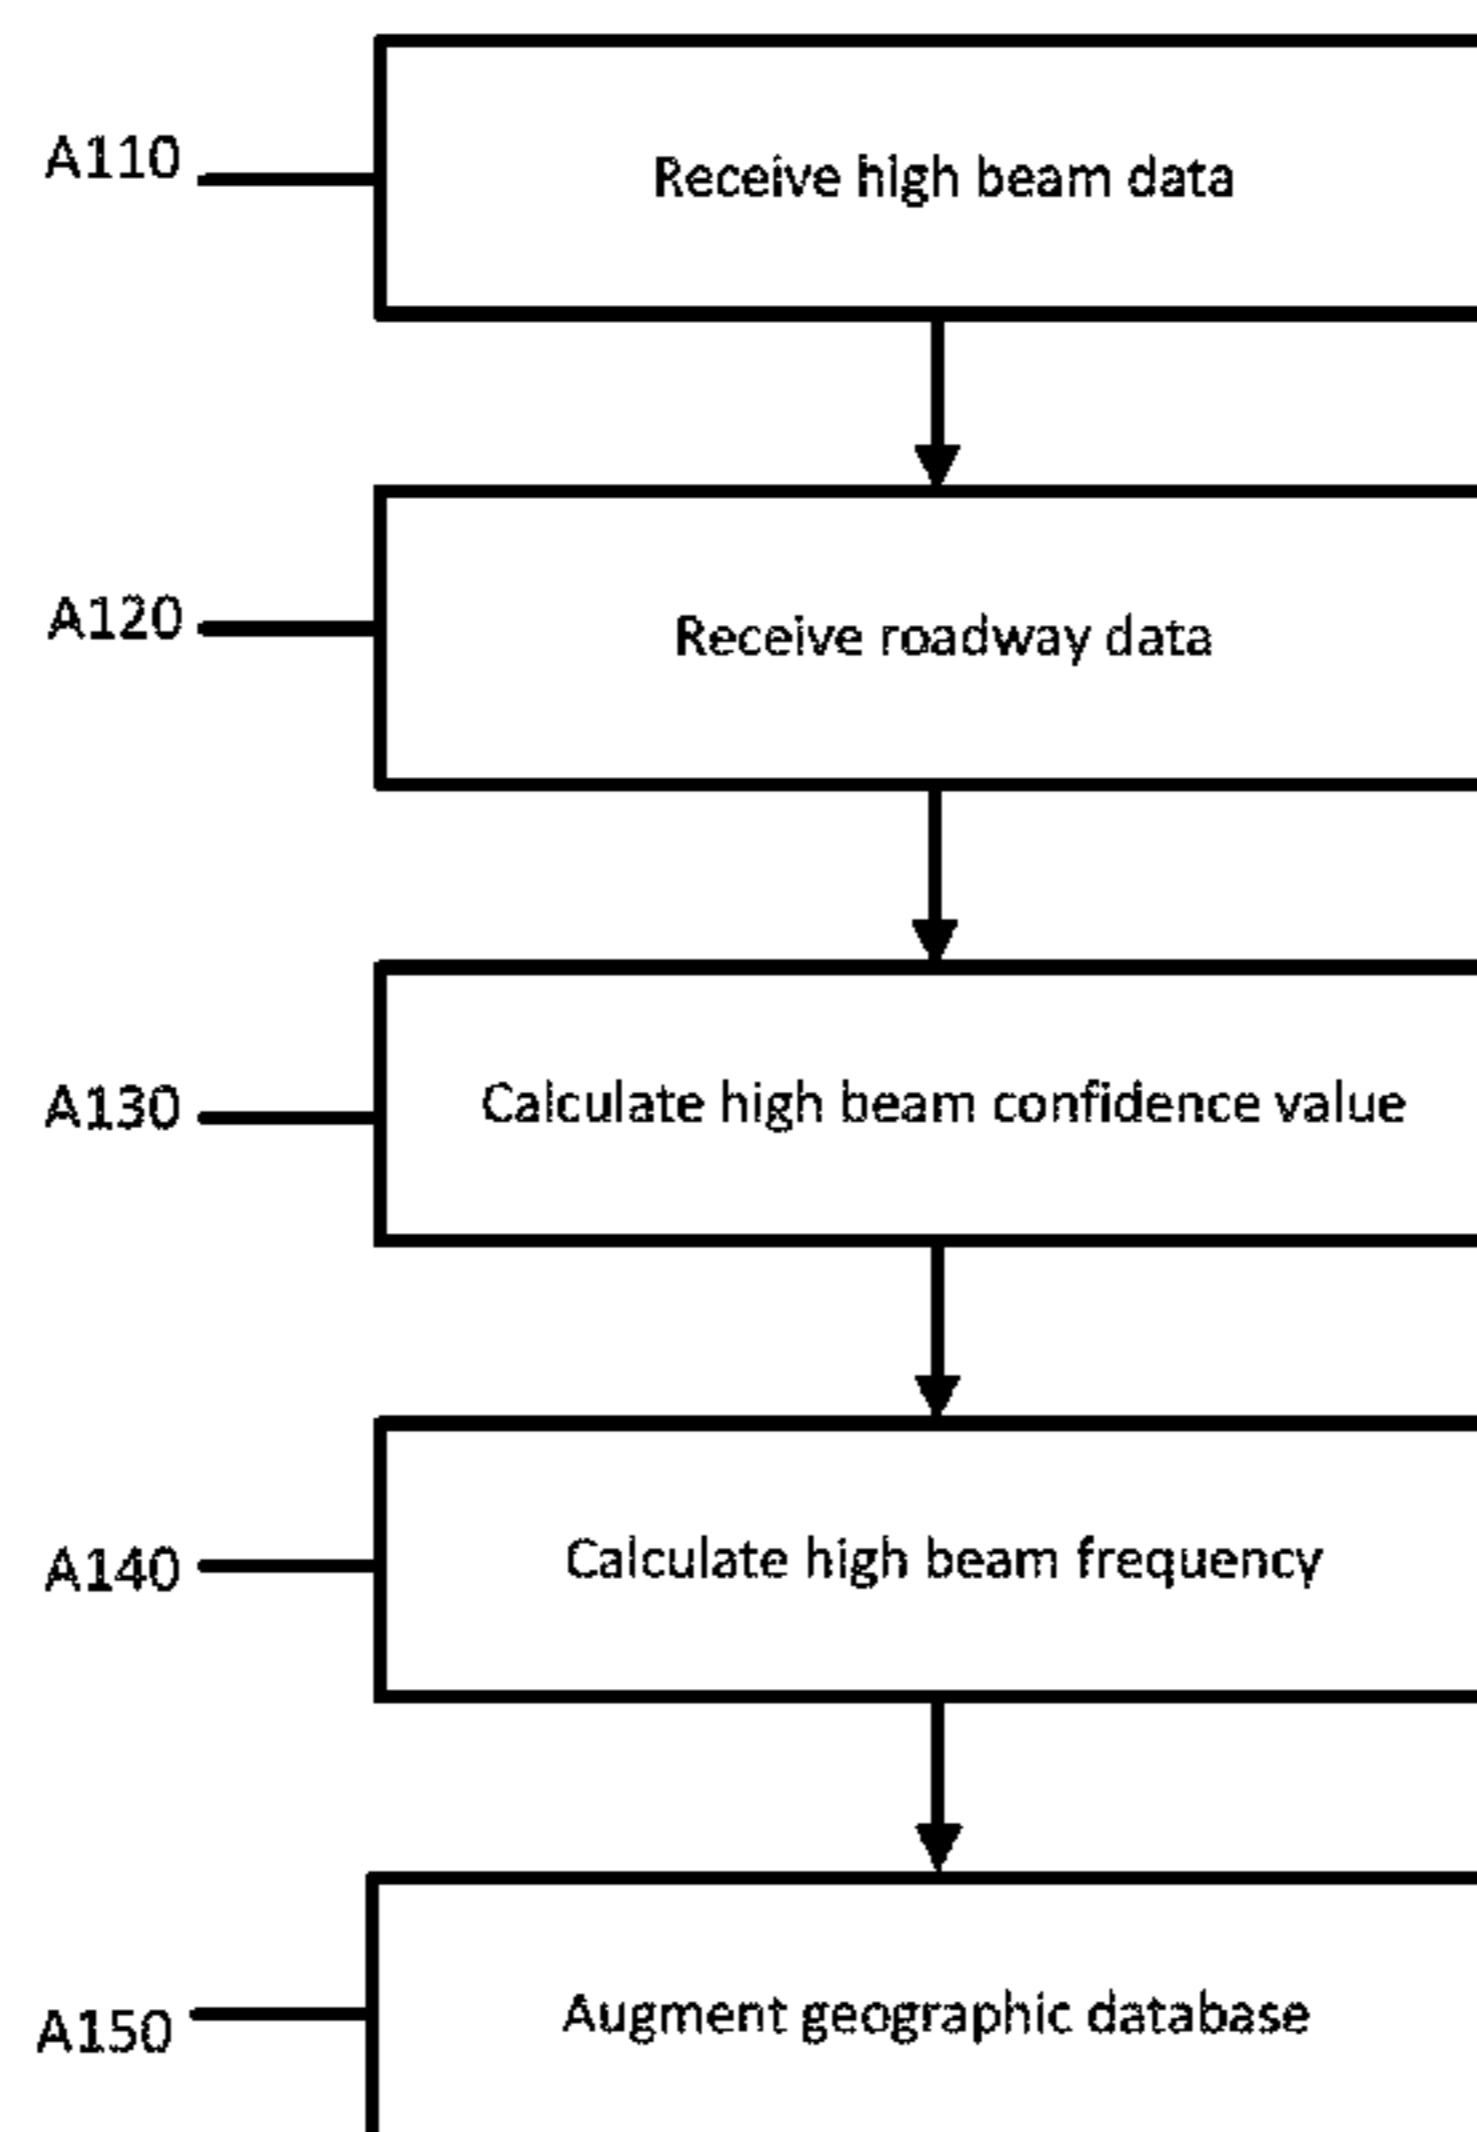 A110
Receive high beam data
A120
Receive roadway data
A130
Calculate high beam confidence value
A140
Calculate high beam frequency
A150
Augment geographic database